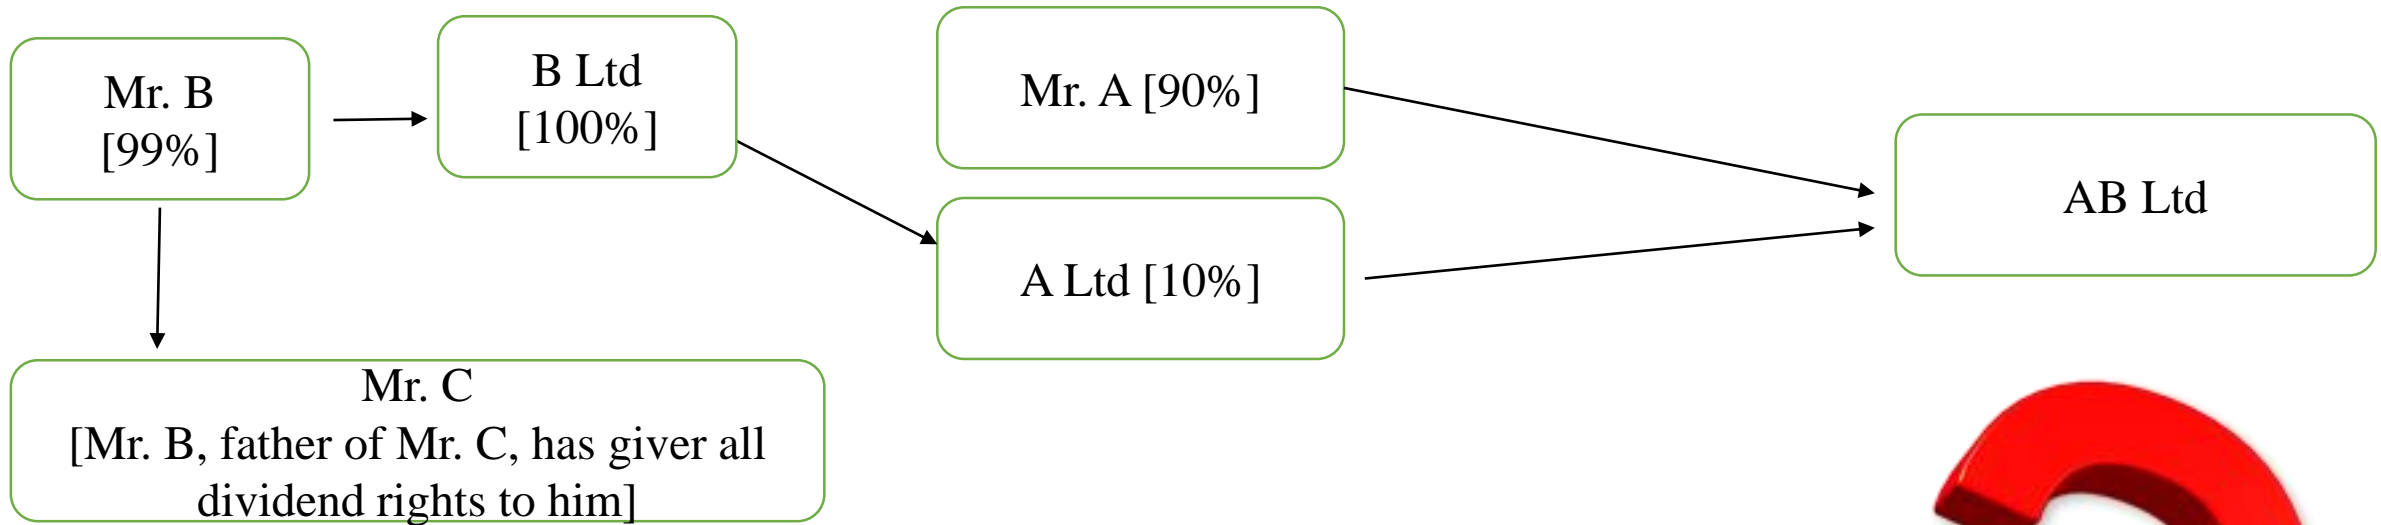 Mr. B
[99%]
B Ltd
[100%]
Mr. A [90%]
A Ltd [10%]
AB Ltd
Mr. C
[Mr. B, father of Mr. C, has giver all
dividend rights to him]